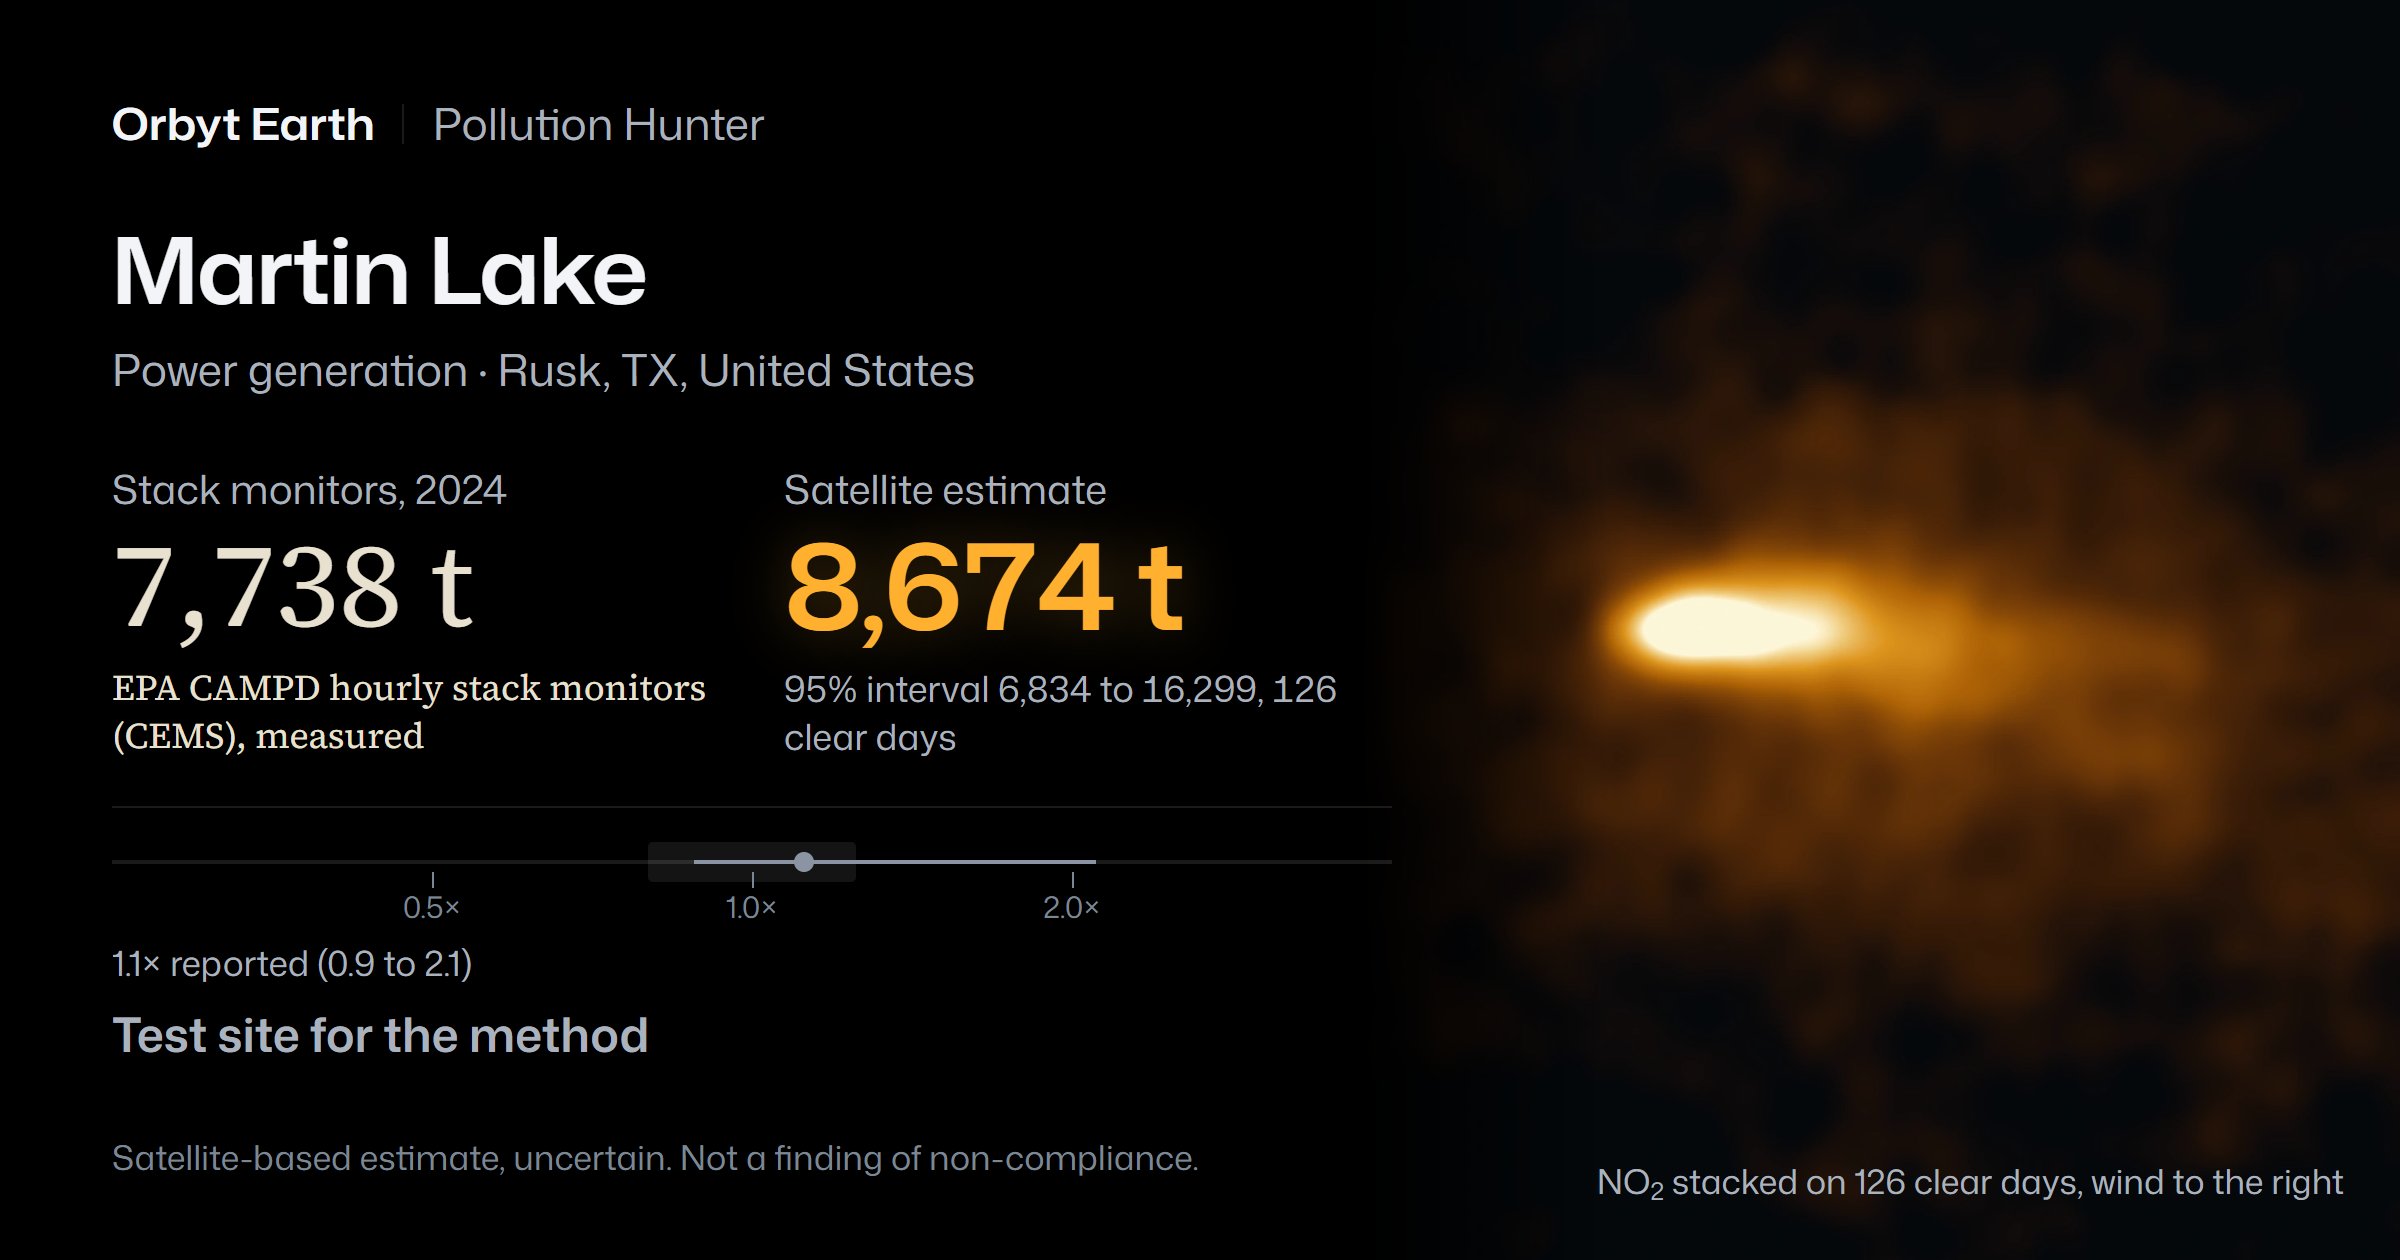 Orbyt Earth | Pollution Hunter
Martin Lake
Power generation · Rusk, TX, United States
Stack monitors, 2024
7,738 t
EPA CAMPD hourly stack monitors
(CEMS), measured
Satellite estimate
8,674 t
95% interval 6,834 to 16,299, 126
clear days
0.5× 1.0× 2.0×
1.1× reported (0.9 to 2.1)
Test site for the method
Satellite-based estimate, uncertain. Not a finding of non-compliance.
NO₂ stacked on 126 clear days, wind to the right